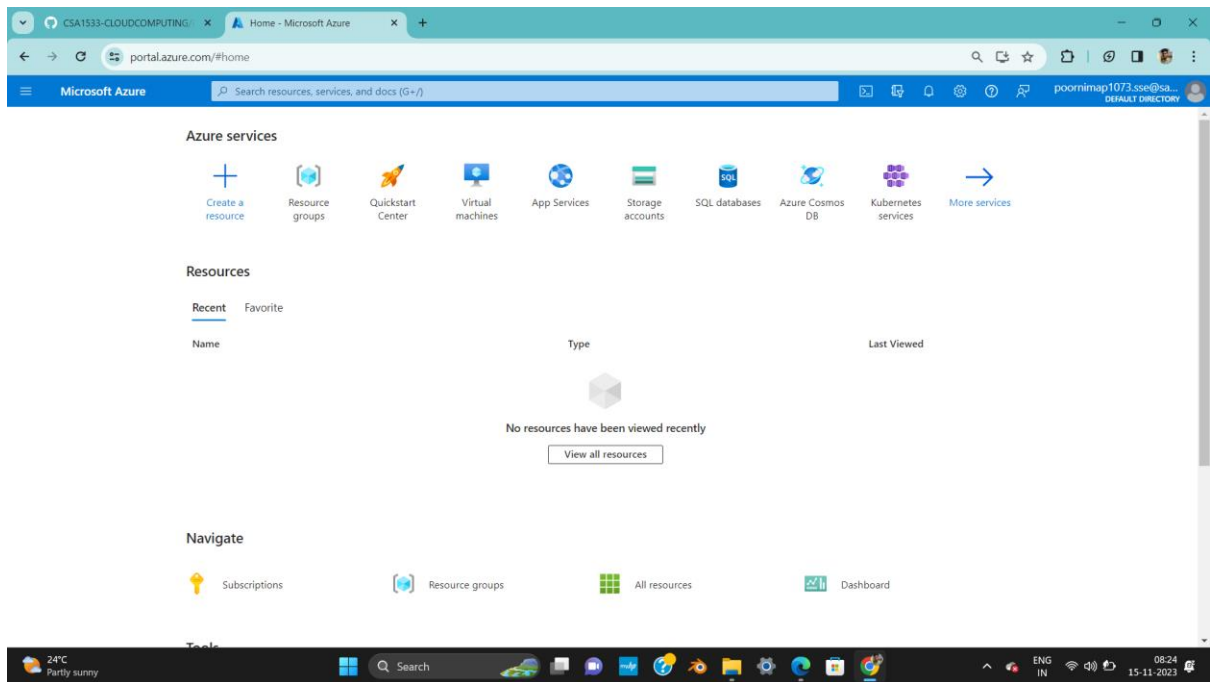 CSA1533-CLOUDCOMPUTING/
Home - Microsoft Azure
portal.azure.com/#home
Microsoft Azure
Search resources, services, and docs (G+/)
poornimap1073.sse@sa...
DEFAULT DIRECTORY
Azure services
Create a resource
Resource groups
Quickstart Center
Virtual machines
App Services
Storage accounts
SQL
SQL databases
Azure Cosmos DB
Kubernetes services
More services
Resources
Recent Favorite
Name Type Last Viewed
No resources have been viewed recently
View all resources
Navigate
Subscriptions
Resource groups
All resources
Dashboard
Tools
24°C
Partly sunny
Search
ENG
IN
08:24
15-11-2023